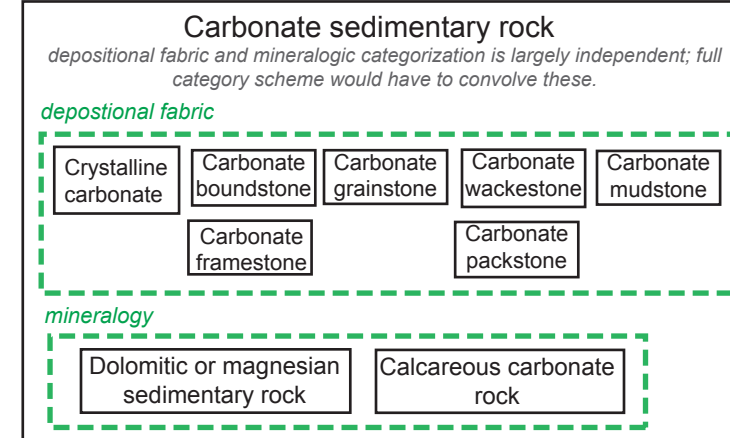 Carbonate sedimentary rock
depositional fabric and mineralogic categorization is largely independent; full
category scheme would have to convolve these.
depostional fabric
Crystalline
carbonate
Carbonate
boundstone
Carbonate
grainstone
Carbonate
wackestone
Carbonate
mudstone
Carbonate
framestone
Carbonate
packstone
mineralogy
Dolomitic or magnesian
sedimentary rock
Calcareous carbonate
rock